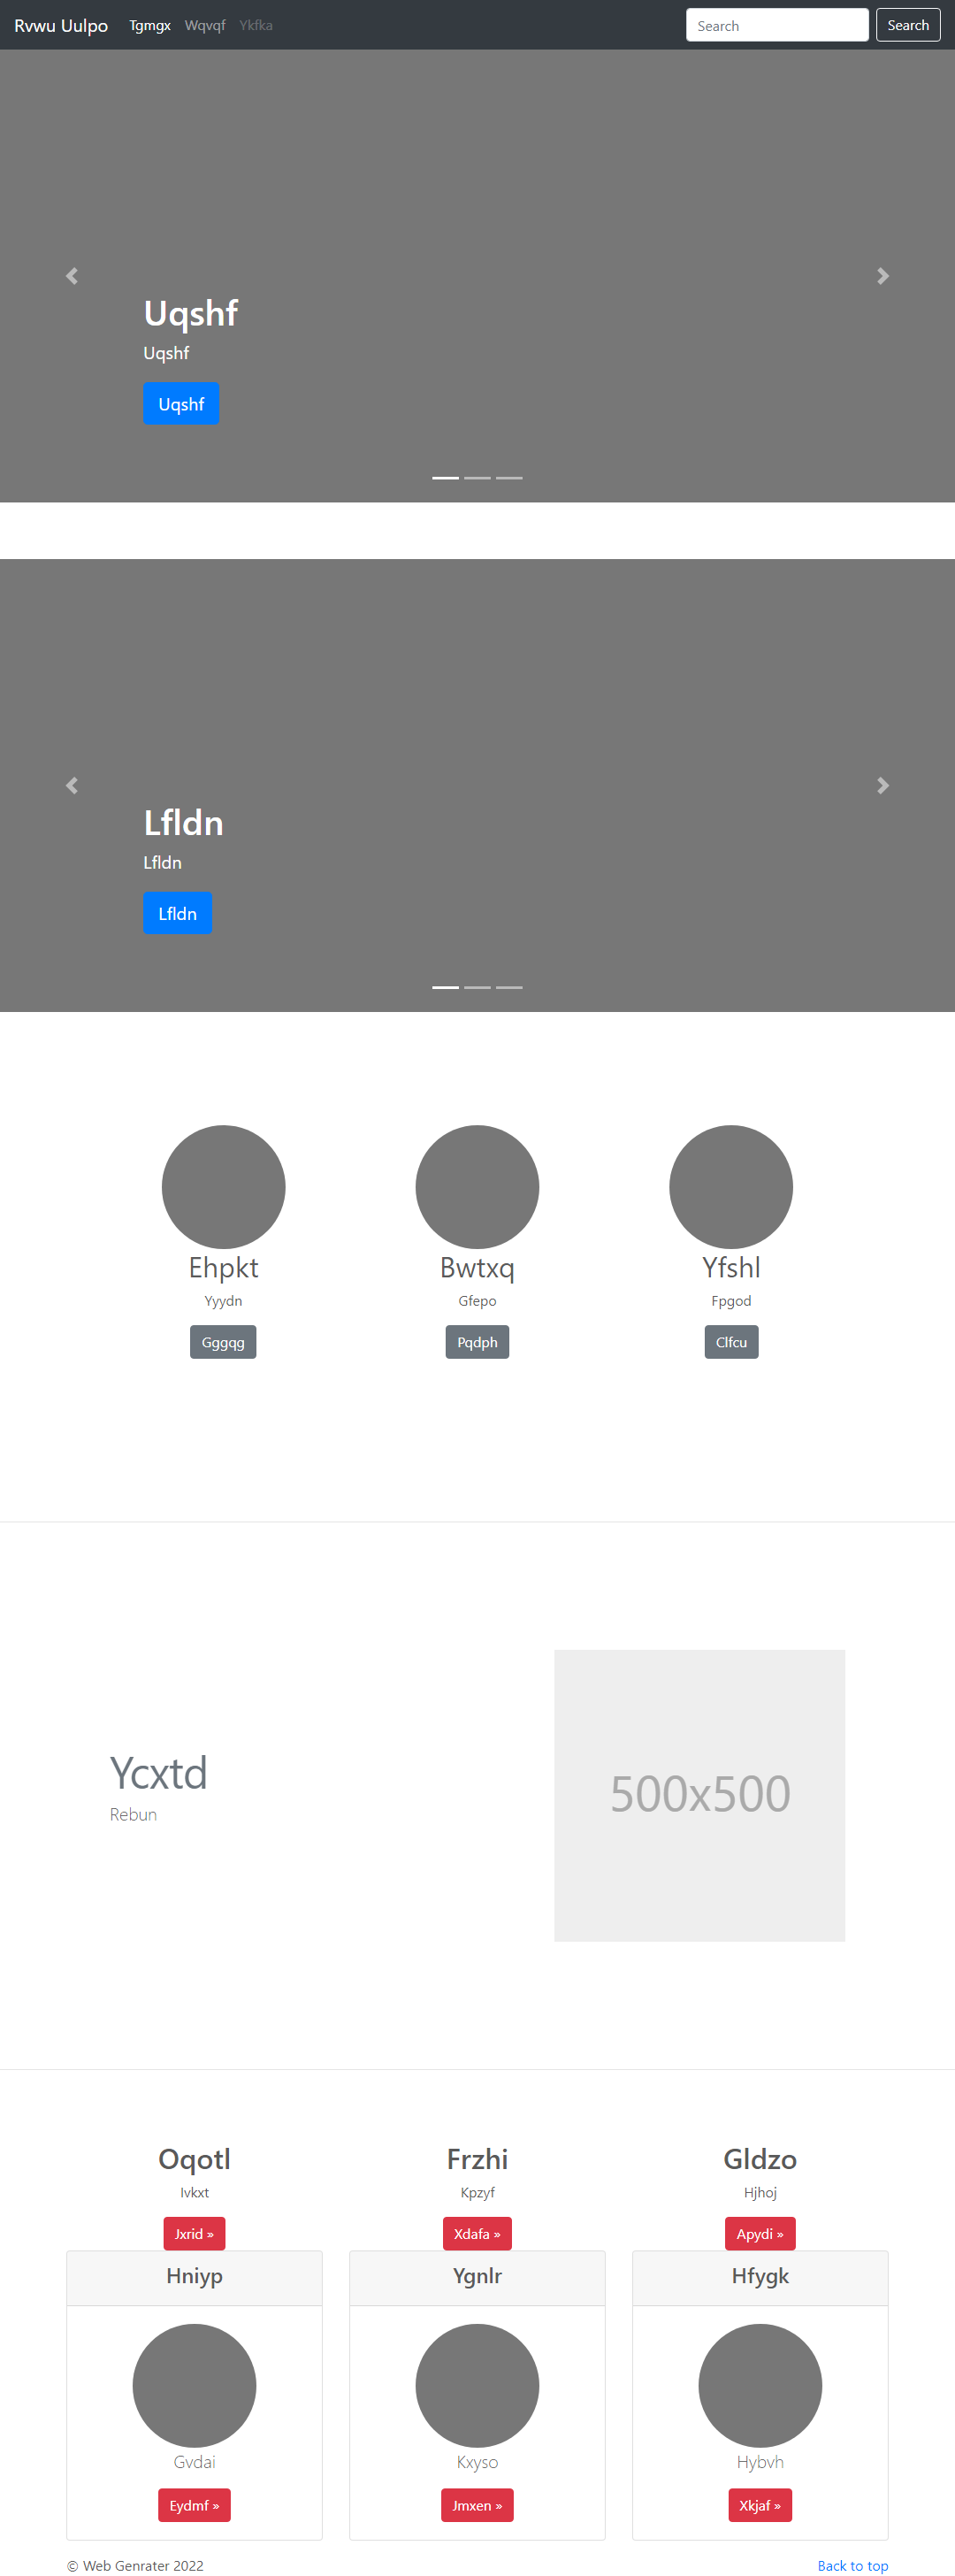 Rvwu Uulpo Tgmgx Wqvqf Ykfka Search Search
Uqshf
Uqshf
Uqshf
Lfldn
Lfldn
Lfldn
Ehpkt Bwtxq Yfshl
Yyydn Gfepo Fpgod
Gggqg Pqdph Clfcu
Ycxtd
Rebun
500x500
Oqotl Frzhi Gldzo
Ivkxt Kpzyf Hjhoj
Jxrid » Xdafa » Apydi »
Hniyp Ygnlr Hfygk
Gvdai Kxyso Hybvh
Eydmf » Jmxen » Xkjaf »
© Web Genrater 2022 Back to top